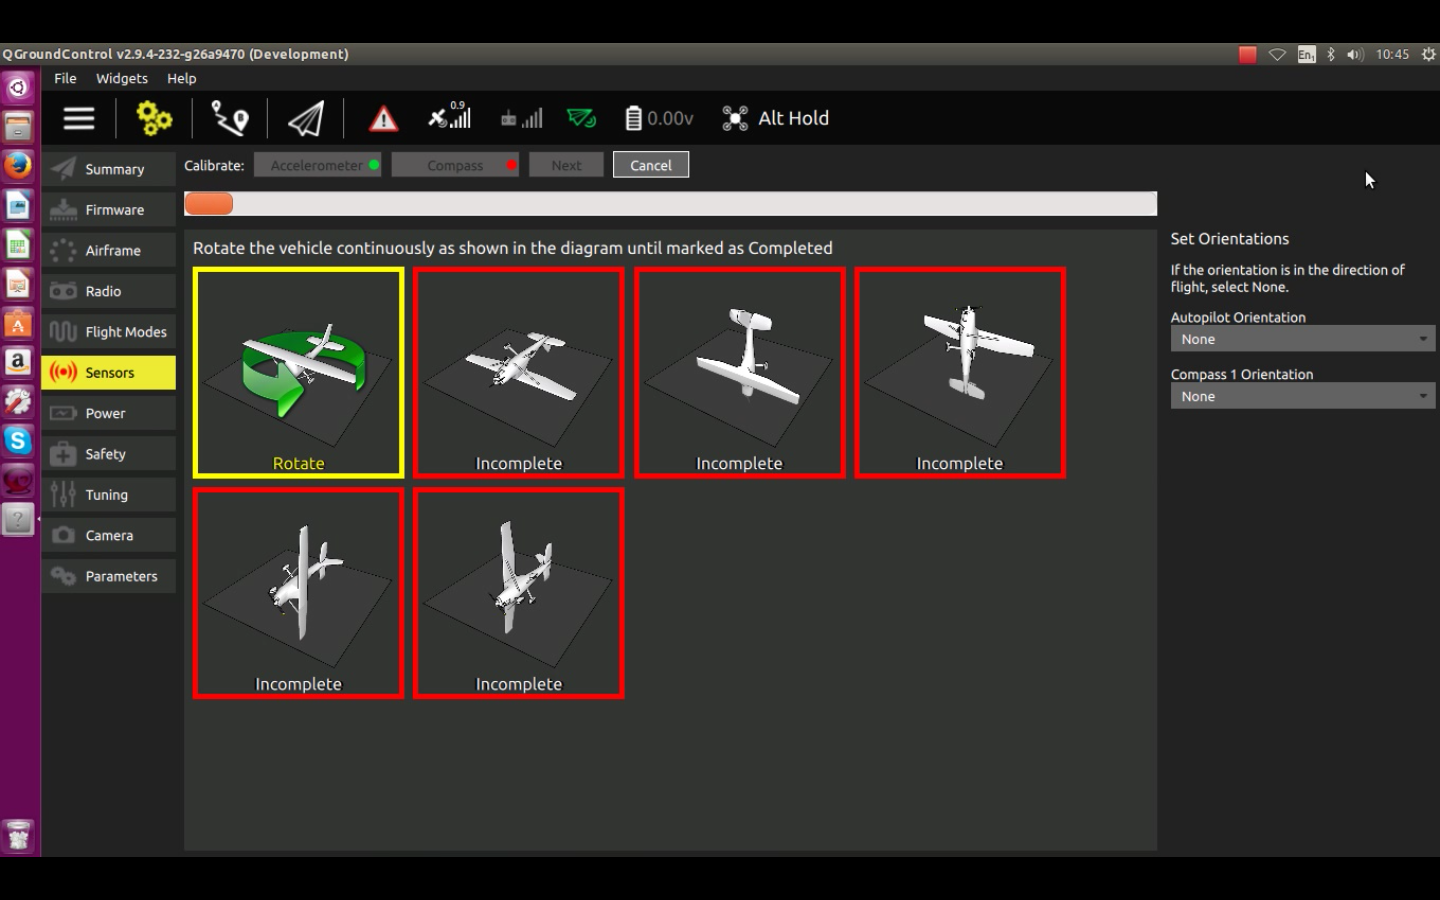 QGroundControl v2.9.4-232-g26a9470 (Development)
En1
10:45
File Widgets Help
0.9
0.00v
Alt Hold
Calibrate: Accelerometer Compass Next Cancel
Summary
Firmware
Airframe
Radio
Flight Modes
Sensors
Power
Safety
Tuning
Camera
Parameters
Rotate the vehicle continuously as shown in the diagram until marked as Completed
Rotate
Incomplete
Incomplete
Incomplete
Incomplete
Incomplete
Set Orientations
If the orientation is in the direction of
flight, select None.
Autopilot Orientation
None
Compass 1 Orientation
None